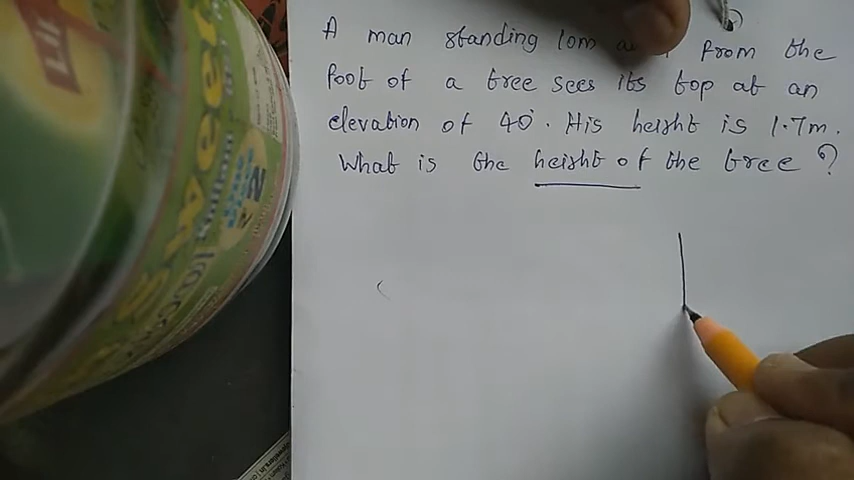 A man standing 10m from the
foot of a tree sees its top at an
elevation of 40°. His height is 1.7m.
What is the height of the tree ?